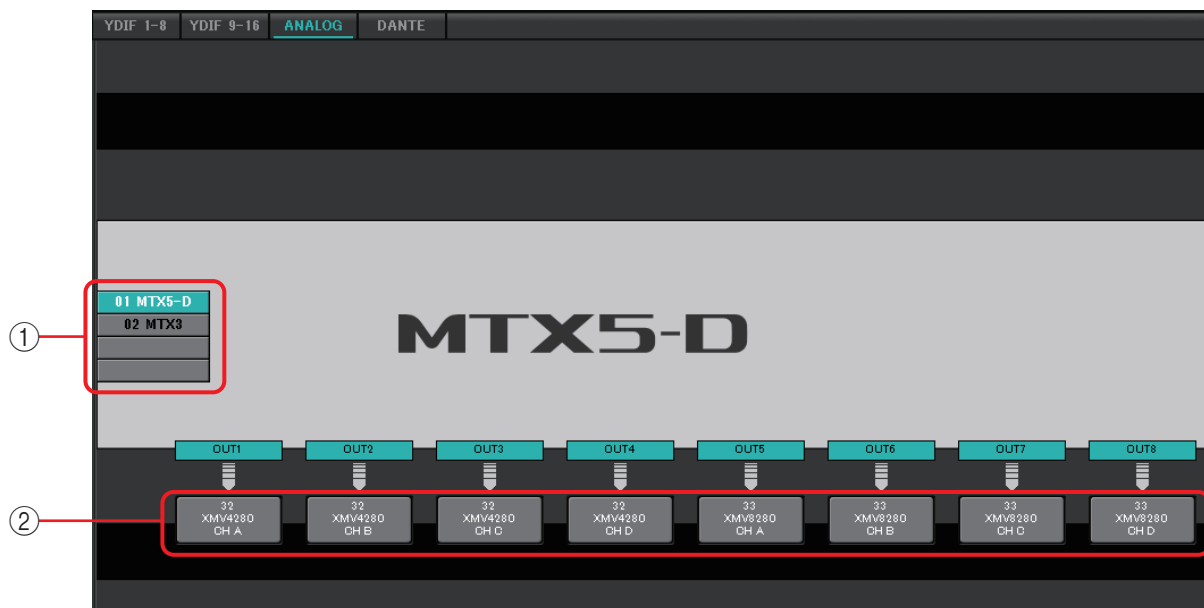 YDIF 1-8 YDIF 9-16 ANALOG DANTE
01 MTX5-D
02 MTX3
①
MTX5-D
OUT1 OUT2 OUT3 OUT4 OUT5 OUT6 OUT7 OUT8
②
32 32 32 32 33 33 33 33
XMV4280 XMV4280 XMV4280 XMV4280 XMV8280 XMV8280 XMV8280 XMV8280
CH A CH B CH C CH D CH A CH B CH C CH D